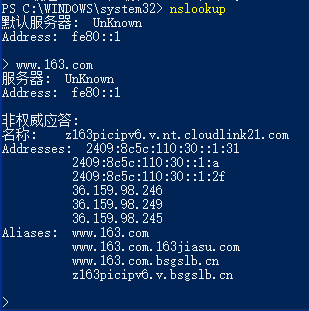 PS C:\WINDOWS\system32> nslookup
默认服务器:  UnKnown
Address:  fe80::1
> www.163.com
服务器:  UnKnown
Address:  fe80::1
非权威应答:
名称:    z163picipv6.v.nt.cloudlink21.com
Addresses:  2409:8c5c:110:30::1:31
2409:8c5c:110:30::1:a
2409:8c5c:110:30::1:2f
36.159.98.246
36.159.98.249
36.159.98.245
Aliases:  www.163.com
www.163.com.163jiasu.com
www.163.com.bsgslb.cn
z163picipv6.v.bsgslb.cn
>